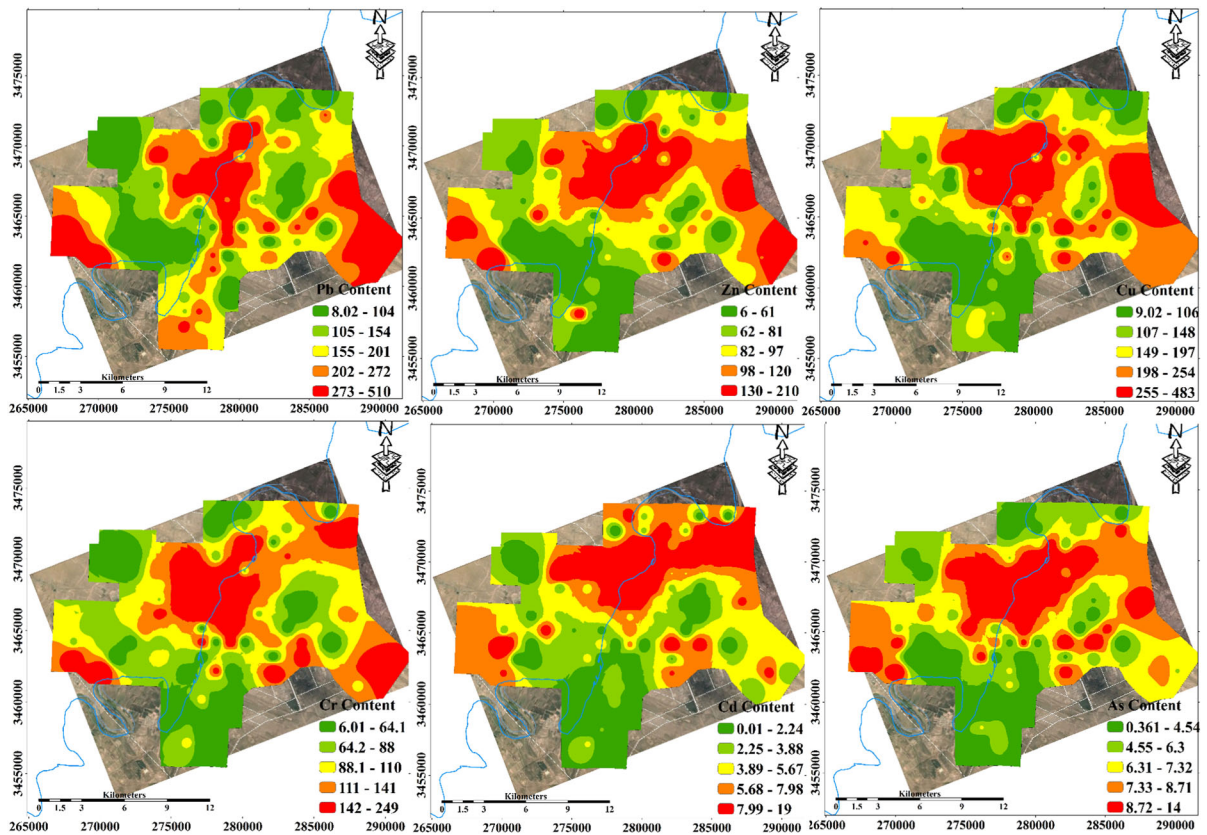 N
N
N
3475000
3470000
3465000
3460000
3455000
Pb Content
8.02 - 104
105 - 154
155 - 201
202 - 272
273 - 510
Kilometers
0 1.5 3 6 9 12
265000 270000 275000 280000 285000 290000
3475000
3470000
3465000
3460000
3455000
Zn Content
6 - 61
62 - 81
82 - 97
98 - 120
130 - 210
Kilometers
0 1.5 3 6 9 12
265000 270000 275000 280000 285000 290000
3475000
3470000
3465000
3460000
3455000
Cu Content
9.02 - 106
107 - 148
149 - 197
198 - 254
255 - 483
Kilometers
0 1.5 3 6 9 12
265000 270000 275000 280000 285000 290000
N
N
N
3475000
3470000
3465000
3460000
3455000
Cr Content
6.01 - 64.1
64.2 - 88
88.1 - 110
111 - 141
142 - 249
Kilometers
0 1.5 3 6 9 12
265000 270000 275000 280000 285000 290000
3475000
3470000
3465000
3460000
3455000
Cd Content
0.01 - 2.24
2.25 - 3.88
3.89 - 5.67
5.68 - 7.98
7.99 - 19
Kilometers
0 1.5 3 6 9 12
265000 270000 275000 280000 285000 290000
3475000
3470000
3465000
3460000
3455000
As Content
0.361 - 4.54
4.55 - 6.3
6.31 - 7.32
7.33 - 8.71
8.72 - 14
Kilometers
0 1.5 3 6 9 12
265000 270000 275000 280000 285000 290000